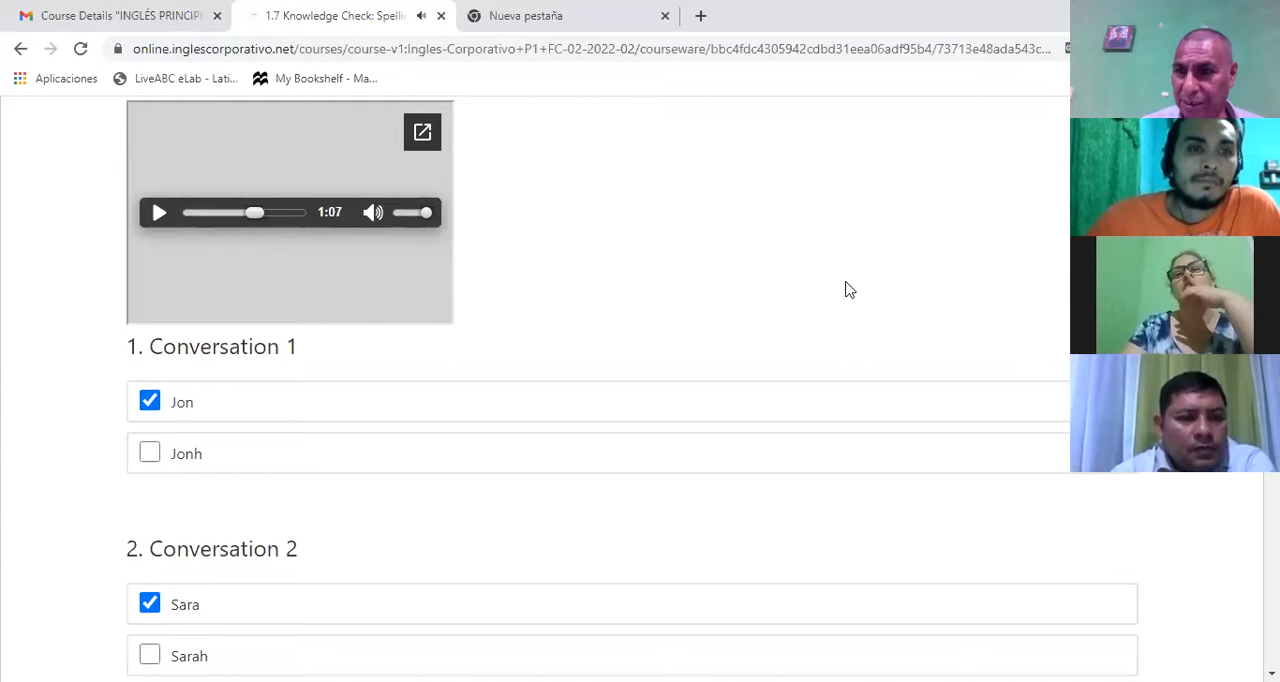 Course Details "INGLÉS PRINCIPI
1.7 Knowledge Check: Spelli
Nueva pestaña
online.inglescorporativo.net/courses/course-v1:Ingles-Corporativo+P1+FC-02-2022-02/courseware/bbc4fdc4305942cdbd31eea06adf95b4/73713e48ada543c...
Aplicaciones
LiveABC eLab - Lati...
My Bookshelf - Ma...
1:07
1. Conversation 1
Jon
Jonh
2. Conversation 2
Sara
Sarah